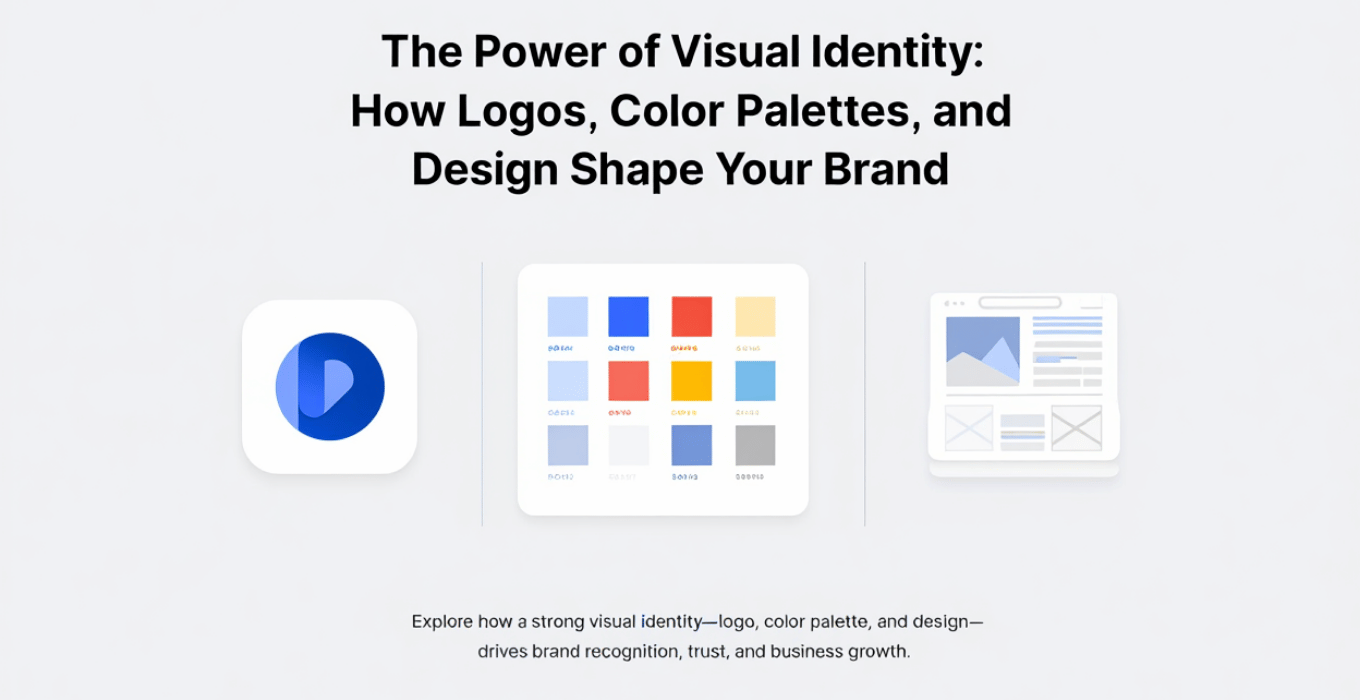 The Power of Visual Identity:
How Logos, Color Palettes, and
Design Shape Your Brand
Explore how a strong visual identity—logo, color palette, and design—
drives brand recognition, trust, and business growth.